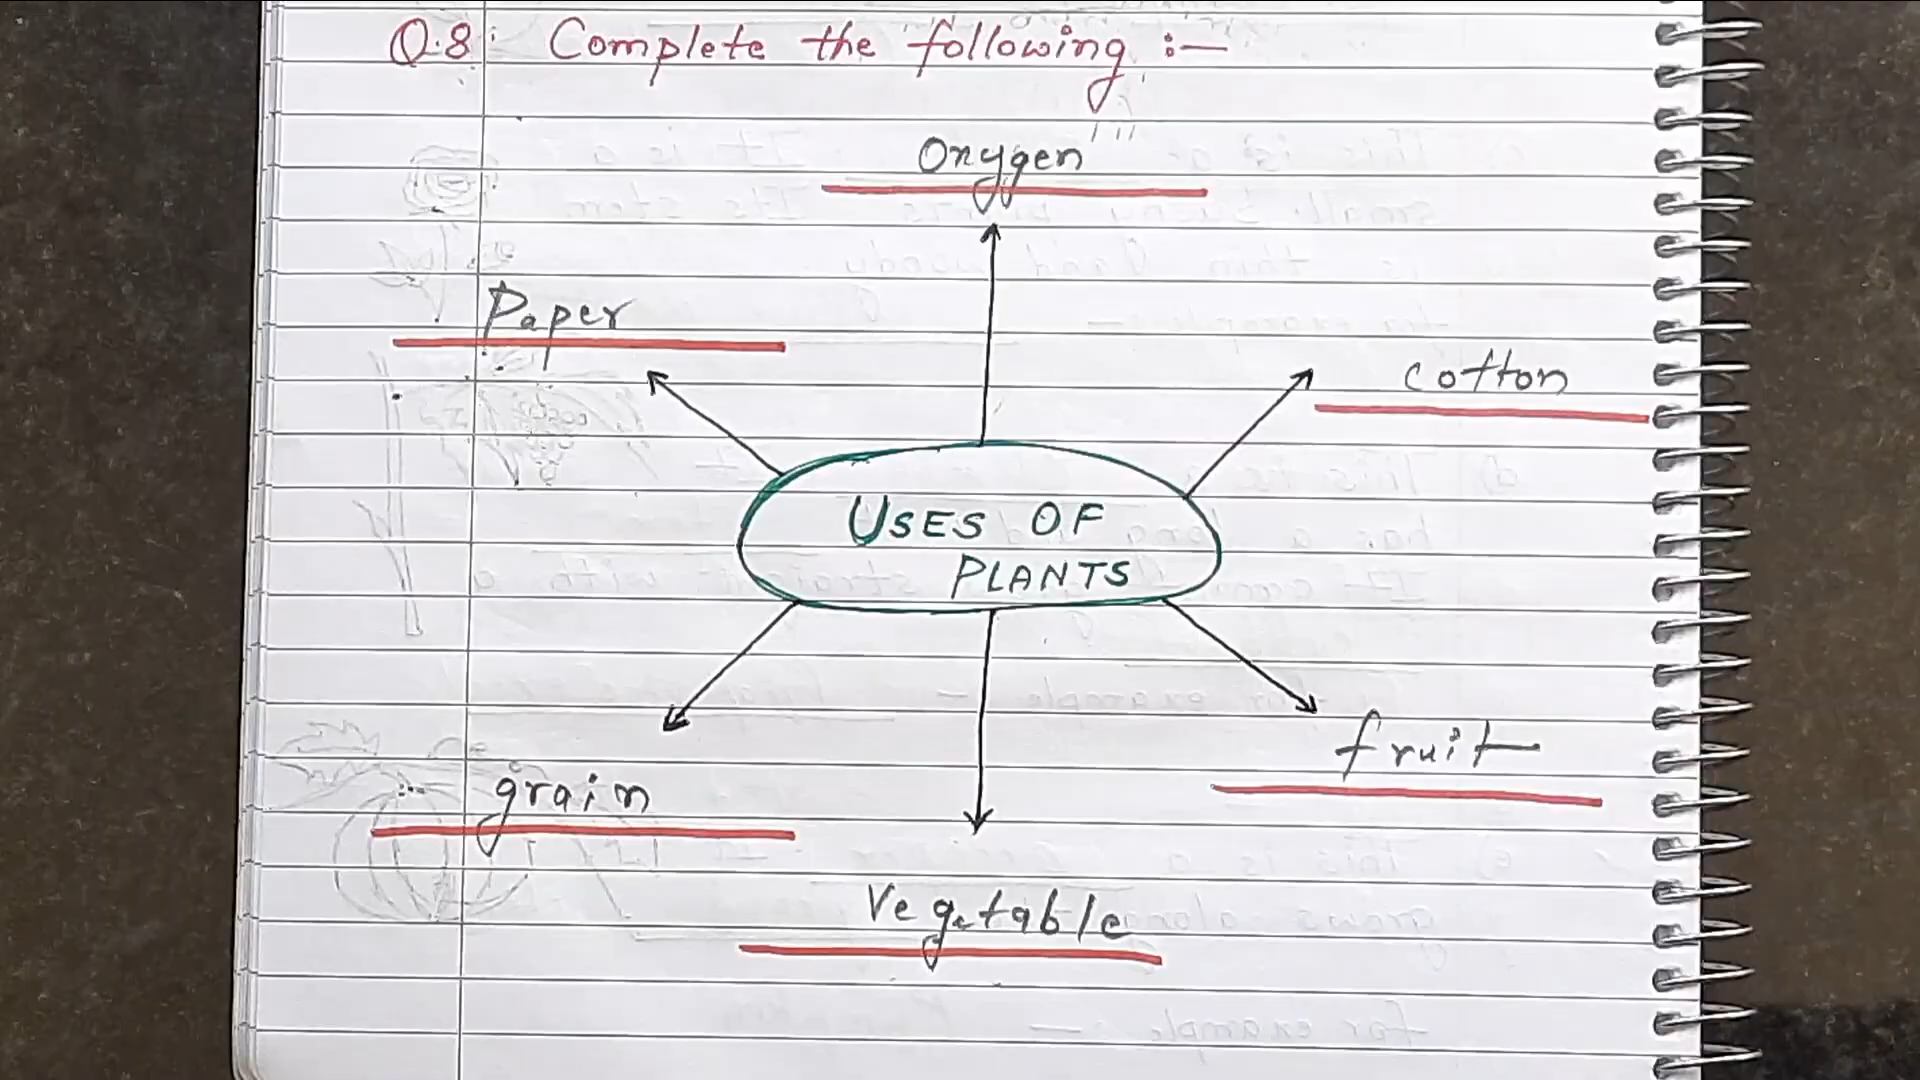 Q.8: Complete the following :—
Oxygen
Paper
cotton
USES OF
PLANTS
fruit
grain
Vegetable